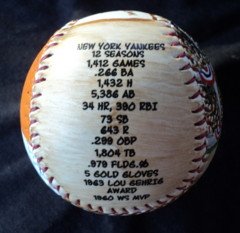 NEW YORK YANKEES
12 SEASONS
1,412 GAMES
.266 BA
1,432 H
5,386 AB
34 HR, 390 RBI
73 SB
643 R
.299 OBP
1,804 TB
.979 FLDG.%
5 GOLD GLOVES
1963 LOU GEHRIG
AWARD
1960 WS MVP